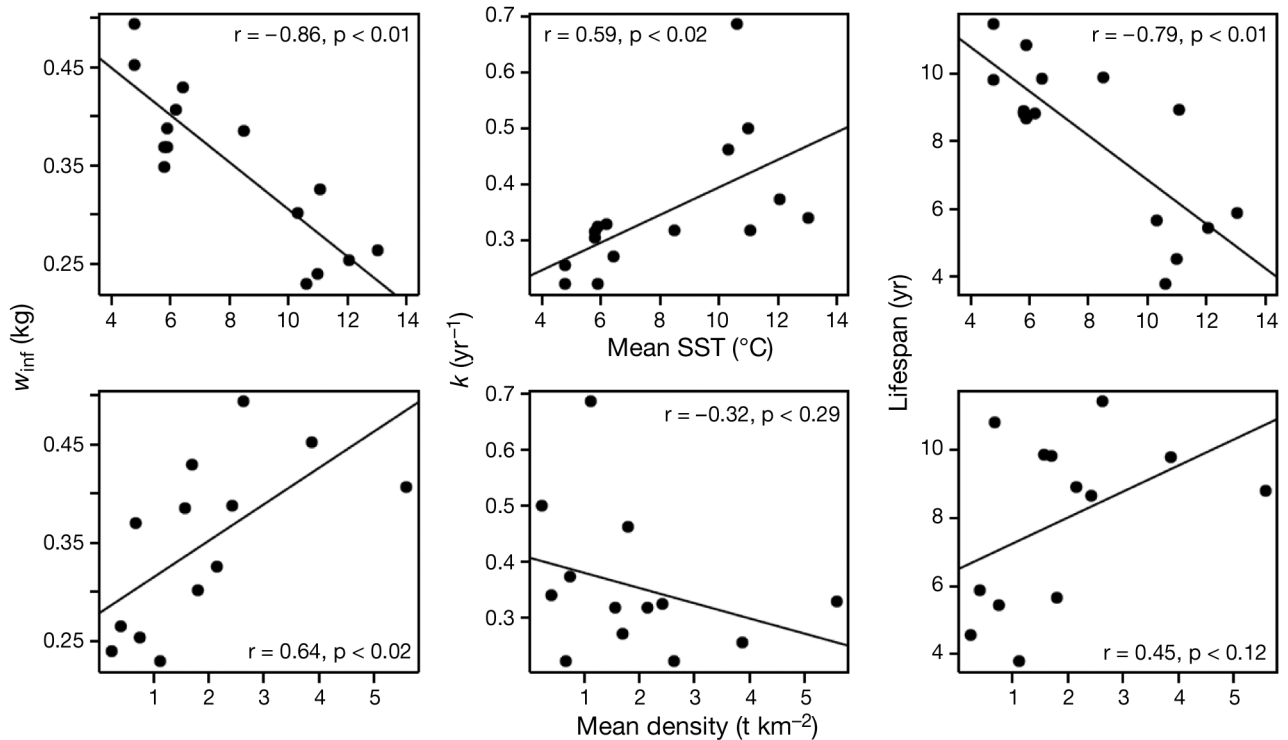 r = −0.86, p < 0.01
0.45
0.35
0.25
4 6 8 10 12 14
r = 0.59, p < 0.02
0.7
0.6
0.5
0.4
0.3
4 6 8 10 12 14
r = −0.79, p < 0.01
10
8
6
4
4 6 8 10 12 14
Mean SST (°C)
winf (kg)
k (yr−1)
Lifespan (yr)
0.45
0.35
0.25
r = 0.64, p < 0.02
1 2 3 4 5
0.7
r = −0.32, p < 0.29
0.6
0.5
0.4
0.3
1 2 3 4 5
10
8
6
4
r = 0.45, p < 0.12
1 2 3 4 5
Mean density (t km−2)